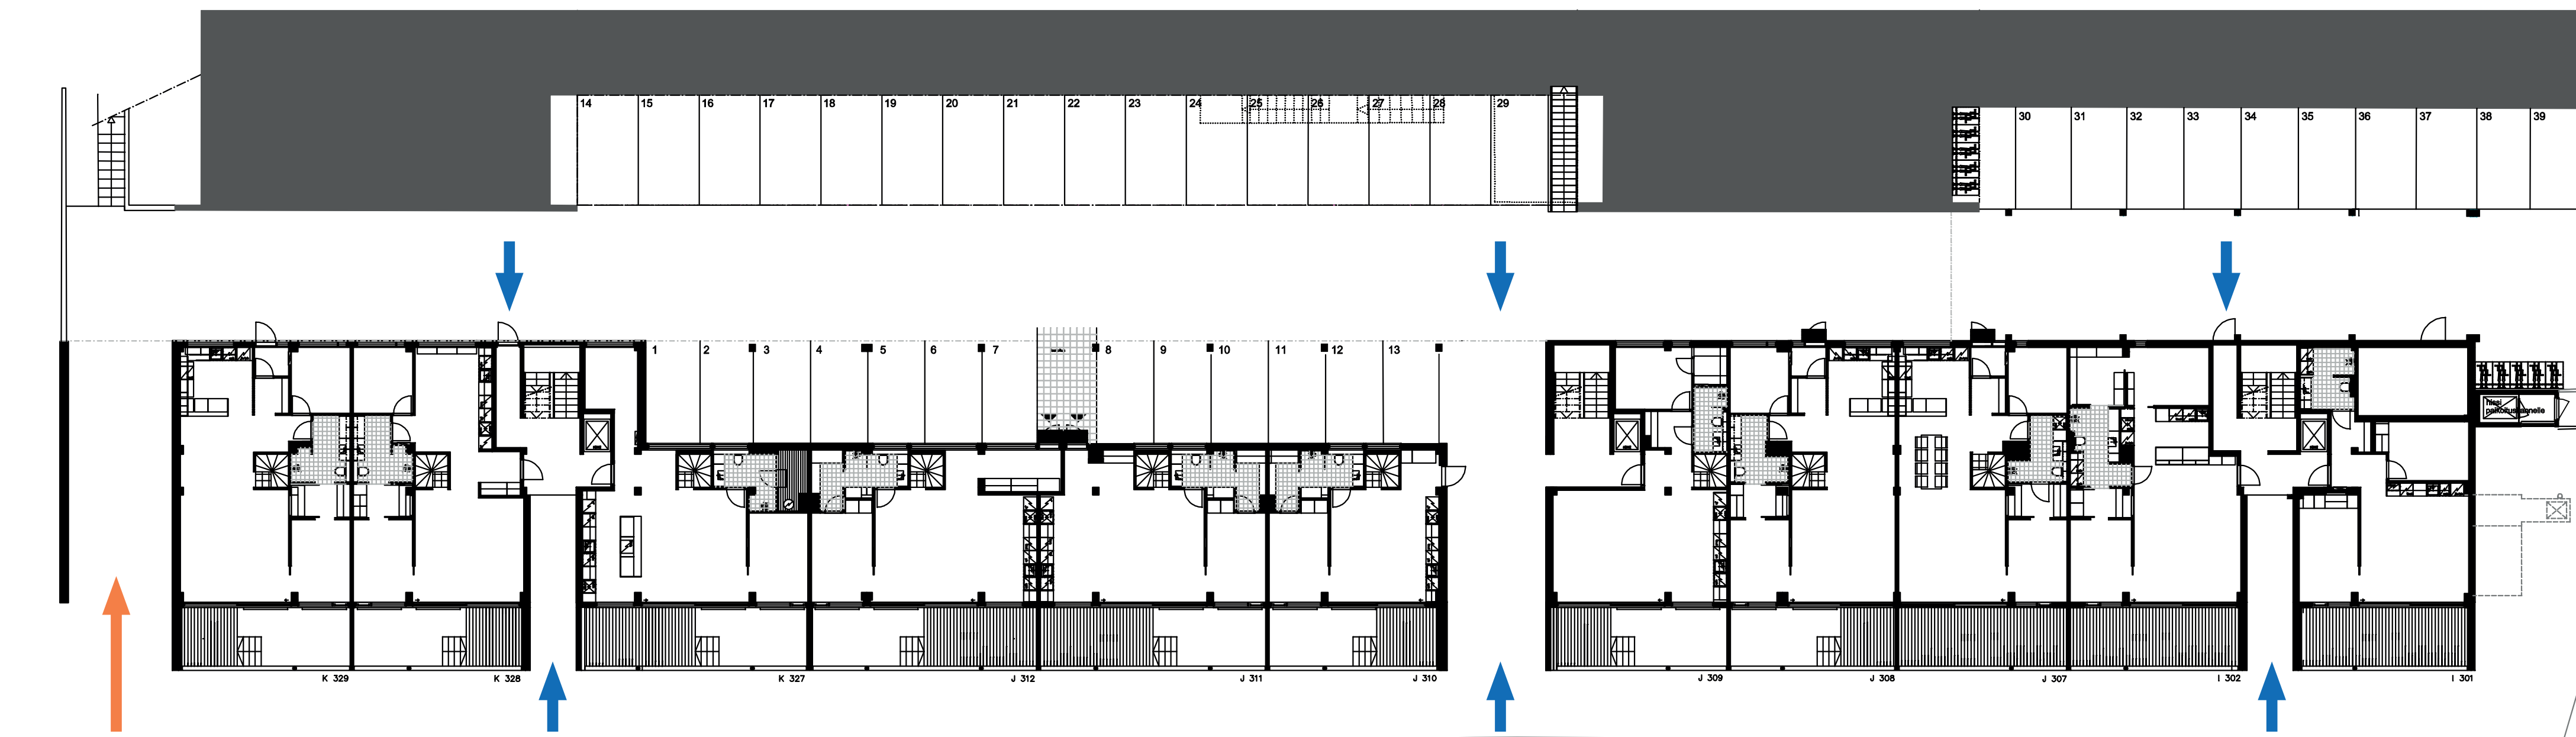 14 15 16 17 18 19 20 21 22 23 24 25 26 27 28 29
30 31 32 33 34 35 36 37 38 39
1 2 3 4 5 6 7 8 9 10 11 12 13
hissi
paikoitustasanteelle
K 329 K 328 K 327 J 312 J 311 J 310 J 309 J 308 J 307 I 302 I 301